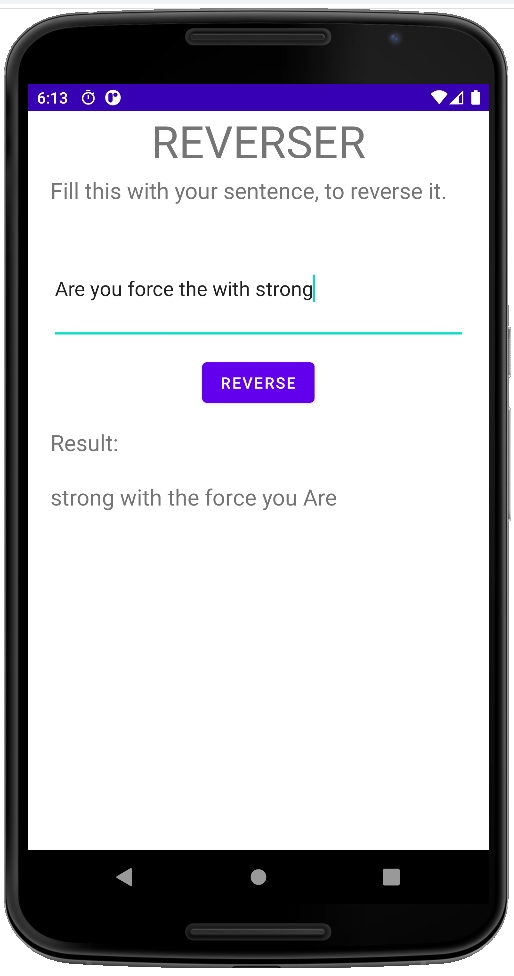 6:13
REVERSER
Fill this with your sentence, to reverse it.
Are you force the with strong
REVERSE
Result:
strong with the force you Are